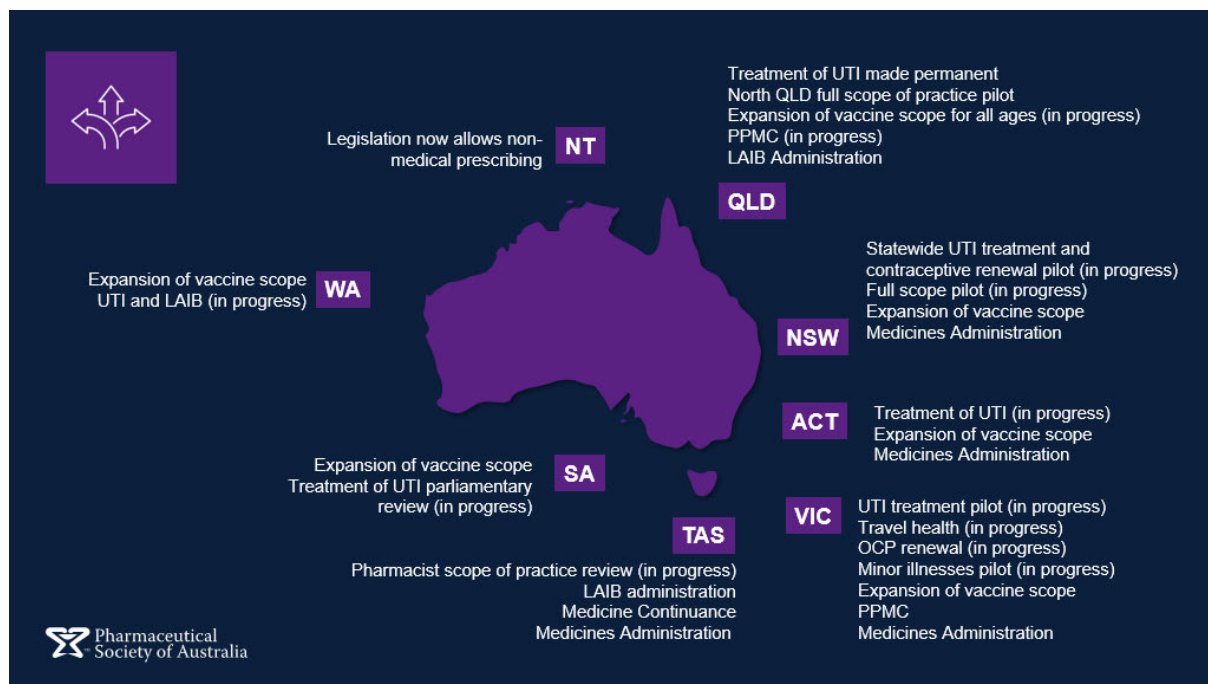 Treatment of UTI made permanent
North QLD full scope of practice pilot
Expansion of vaccine scope for all ages (in progress)
PPMC (in progress)
LAIB Administration
QLD
Legislation now allows non-
medical prescribing
NT
Statewide UTI treatment and
contraceptive renewal pilot (in progress)
Full scope pilot (in progress)
Expansion of vaccine scope
Medicines Administration
NSW
Expansion of vaccine scope
UTI and LAIB (in progress)
WA
ACT
Treatment of UTI (in progress)
Expansion of vaccine scope
Medicines Administration
Expansion of vaccine scope
Treatment of UTI parliamentary
review (in progress)
SA
VIC
UTI treatment pilot (in progress)
Travel health (in progress)
OCP renewal (in progress)
Minor illnesses pilot (in progress)
Expansion of vaccine scope
PPMC
Medicines Administration
TAS
Pharmacist scope of practice review (in progress)
LAIB administration
Medicine Continuance
Medicines Administration
Pharmaceutical
Society of Australia